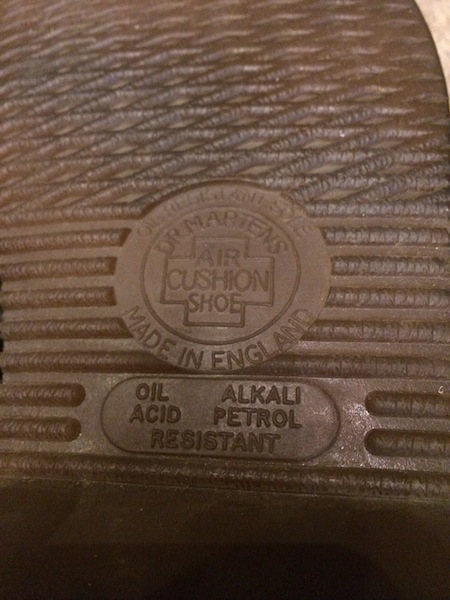 DR MARTENS
AIR
CUSHION
SHOE
MADE IN ENGLAND
OIL ALKALI
ACID PETROL
RESISTANT